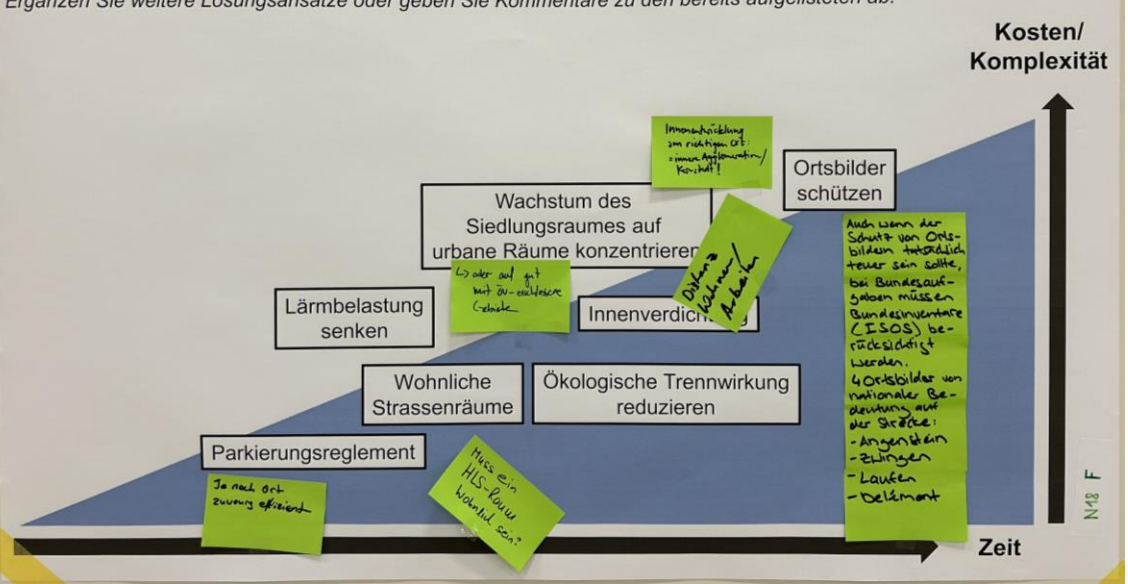 Ergänzen Sie weitere Lösungsansätze oder geben Sie Kommentare zu den bereits aufgelisteten ab.
Kosten/
Komplexität
Innenentwicklung
am richtigen Ort:
= innere Agglomeration/
Kernstadt!
Ortsbilder
schützen
Wachstum des
Siedlungsraumes auf
urbane Räume konzentrieren
↳ oder auf gut
mit öv-erschlossene
Gebiete
Distanz
Wohnen/
Arbeiten
Auch wenn der
Schutz von Orts-
bildern tatsächlich
teuer sein sollte,
bei Bundesauf-
gaben müssen
Bundesinventare
(ISOS) be-
rücksichtigt
werden.
4 Ortsbilder von
nationaler Be-
deutung auf
der Strecke:
- Angenstein
- Zwingen
- Laufen
- Delémont
Lärmbelastung
senken
Innenverdich
Wohnliche
Strassenräume
Ökologische Trennwirkung
reduzieren
Parkierungsreglement
Je nach Ort
effizient
Muss ein
HLS-Raum
wohnlich sein?
N18 F
Zeit